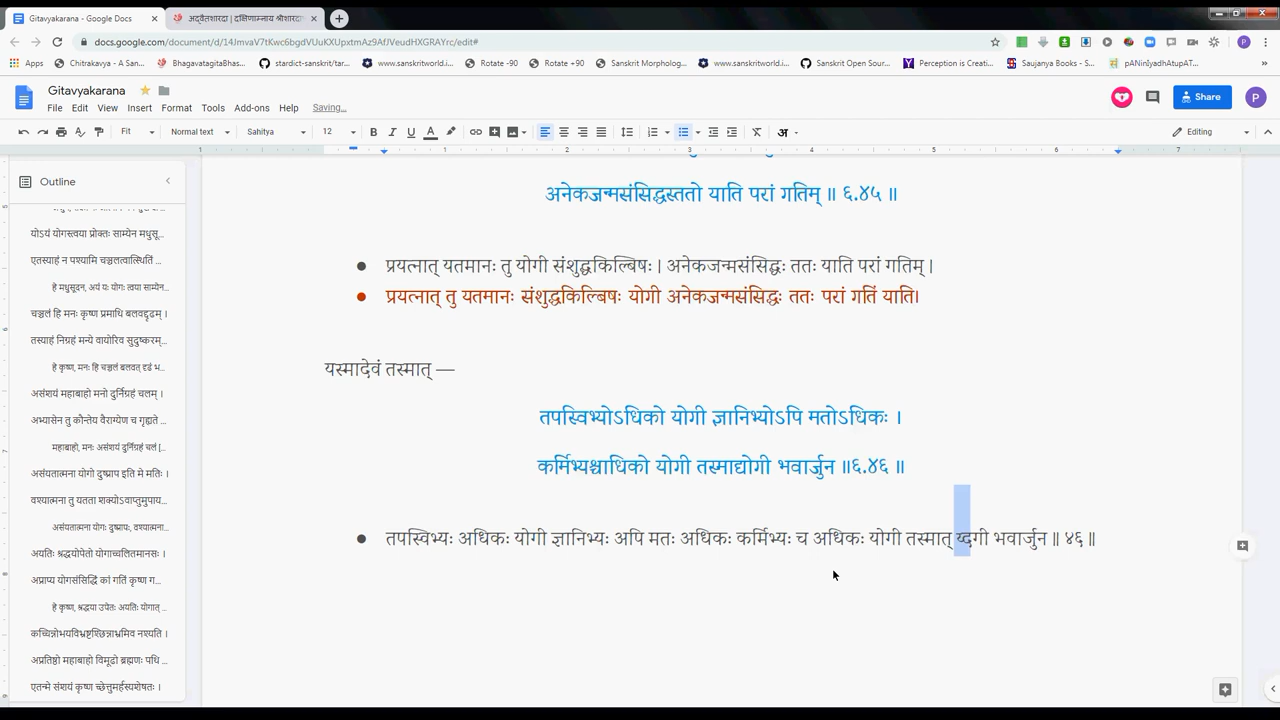 Gitavyakarana - Google Docs
अद्वैतशारदा | दक्षिणाम्नाय श्रीशारदा
docs.google.com/document/d/14JmvaV7tKwc6bgdVUuKXUpxtmAz9AfJVeudHXGRAYrc/edit#
Apps Chitrakavya - A San... BhagavatagitaBhas... stardict-sanskrit/tar... www.sanskritworld.i... Rotate -90 Rotate +90 Sanskrit Morpholog... www.sanskritworld.i... Sanskrit Open Sour... Perception is Creati... Saujanya Books - S... pANinIyadhAtupAT...
Gitavyakarana
File Edit View Insert Format Tools Add-ons Help Saving...
Share
P
Fit Normal text Sahitya 12 B I U A अ Editing
1 1 2 3 4 5 6 7
Outline
योऽयं योगस्त्वया प्रोक्तः साम्येन मधुसू...
एतस्याहं न पश्यामि चञ्चलत्वात्स्थितिं ...
हे मधुसूदन, अयं यः योगः त्वया साम्येन...
चञ्चलं हि मनः कृष्ण प्रमाथि बलवद्दृढम् ।
तस्याहं निग्रहं मन्ये वायोरिव सुदुष्करम्...
हे कृष्ण, मनः हि चञ्चलं बलवत् दृढं भ...
असंशयं महाबाहो मनो दुर्निग्रहं चलम् ।
अभ्यासेन तु कौन्तेय वैराग्येण च गृह्यते ...
महाबाहो, मनः असंशयं दुर्निग्रहं चलं [...
असंयतात्मना योगो दुष्प्राप इति मे मतिः ।
वश्यात्मना तु यतता शक्योऽवाप्तुमुपाय...
असंयतात्मना योगः दुष्प्रापः, वश्यात्मना...
अयतिः श्रद्धयोपेतो योगाच्चलितमानसः ।
अप्राप्य योगसंसिद्धिं कां गतिं कृष्ण ग...
हे कृष्ण, श्रद्धया उपेतः अयतिः योगात् ...
कच्चिन्नोभयविभ्रष्टश्छिन्नाभ्रमिव नश्यति ।
अप्रतिष्ठो महाबाहो विमूढो ब्रह्मणः पथि ...
एतन्मे संशयं कृष्ण च्छेत्तुमर्हस्यशेषतः ।
अनेकजन्मसंसिद्धस्ततो याति परां गतिम् ॥ ६.४५ ॥
● प्रयत्नात् यतमानः तु योगी संशुद्धकिल्बिषः । अनेकजन्मसंसिद्धः ततः याति परां गतिम् ।
● प्रयत्नात् तु यतमानः संशुद्धकिल्बिषः योगी अनेकजन्मसंसिद्धः ततः परां गतिं याति।
यस्मादेवं तस्मात् —
तपस्विभ्योऽधिको योगी ज्ञानिभ्योऽपि मतोऽधिकः ।
कर्मिभ्यश्चाधिको योगी तस्माद्योगी भवार्जुन ॥६.४६ ॥
● तपस्विभ्यः अधिकः योगी ज्ञानिभ्यः अपि मतः अधिकः कर्मिभ्यः च अधिकः योगी तस्मात् य्दगी भवार्जुन ॥ ४६॥